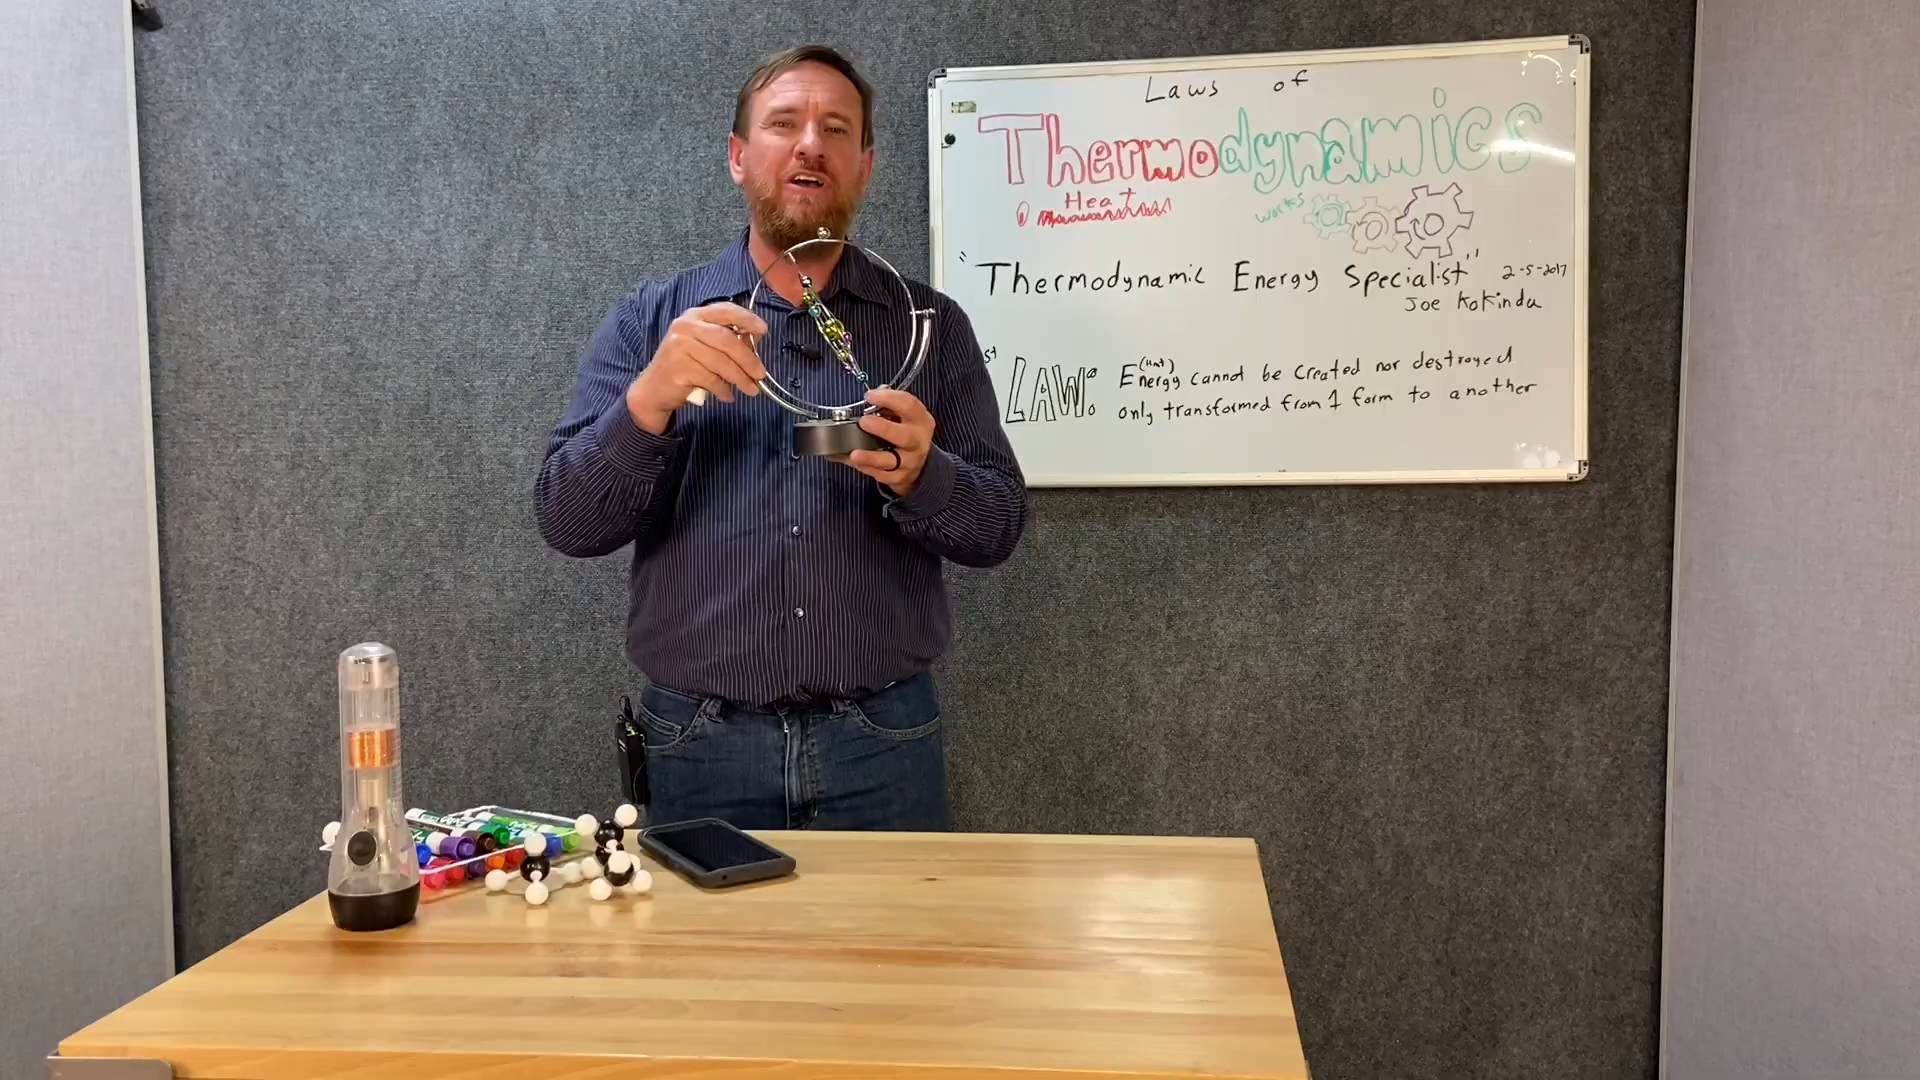 Laws of
Thermodynamics
Heat
works
"Thermodynamic Energy Specialist" 2-5-2017
Joe Kokinda
st LAW: Energy cannot be created nor destroyed
only transformed from 1 form to another